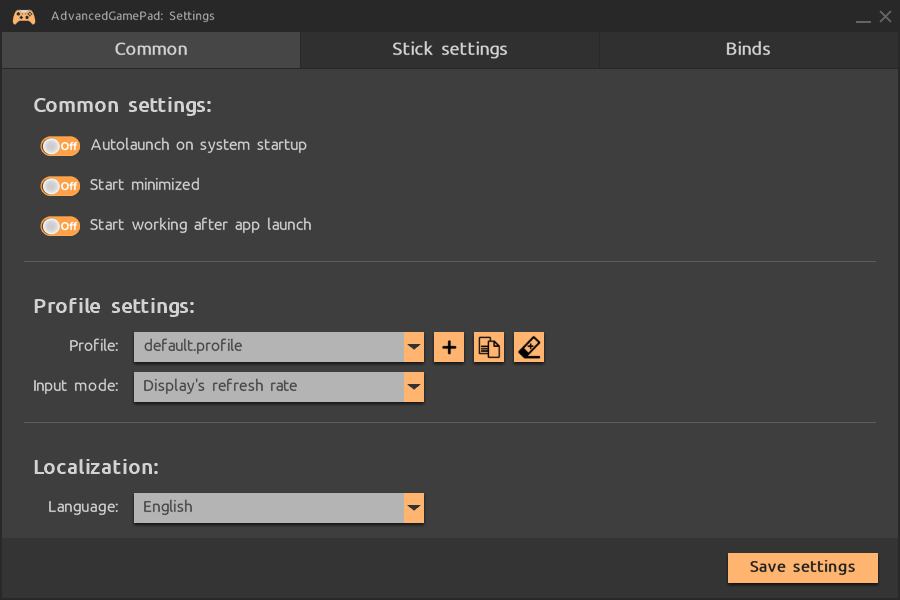 AdvancedGamePad: Settings
Common
Stick settings
Binds
Common settings:
Off Autolaunch on system startup
Off Start minimized
Off Start working after app launch
Profile settings:
Profile: default.profile
Input mode: Display's refresh rate
Localization:
Language: English
Save settings